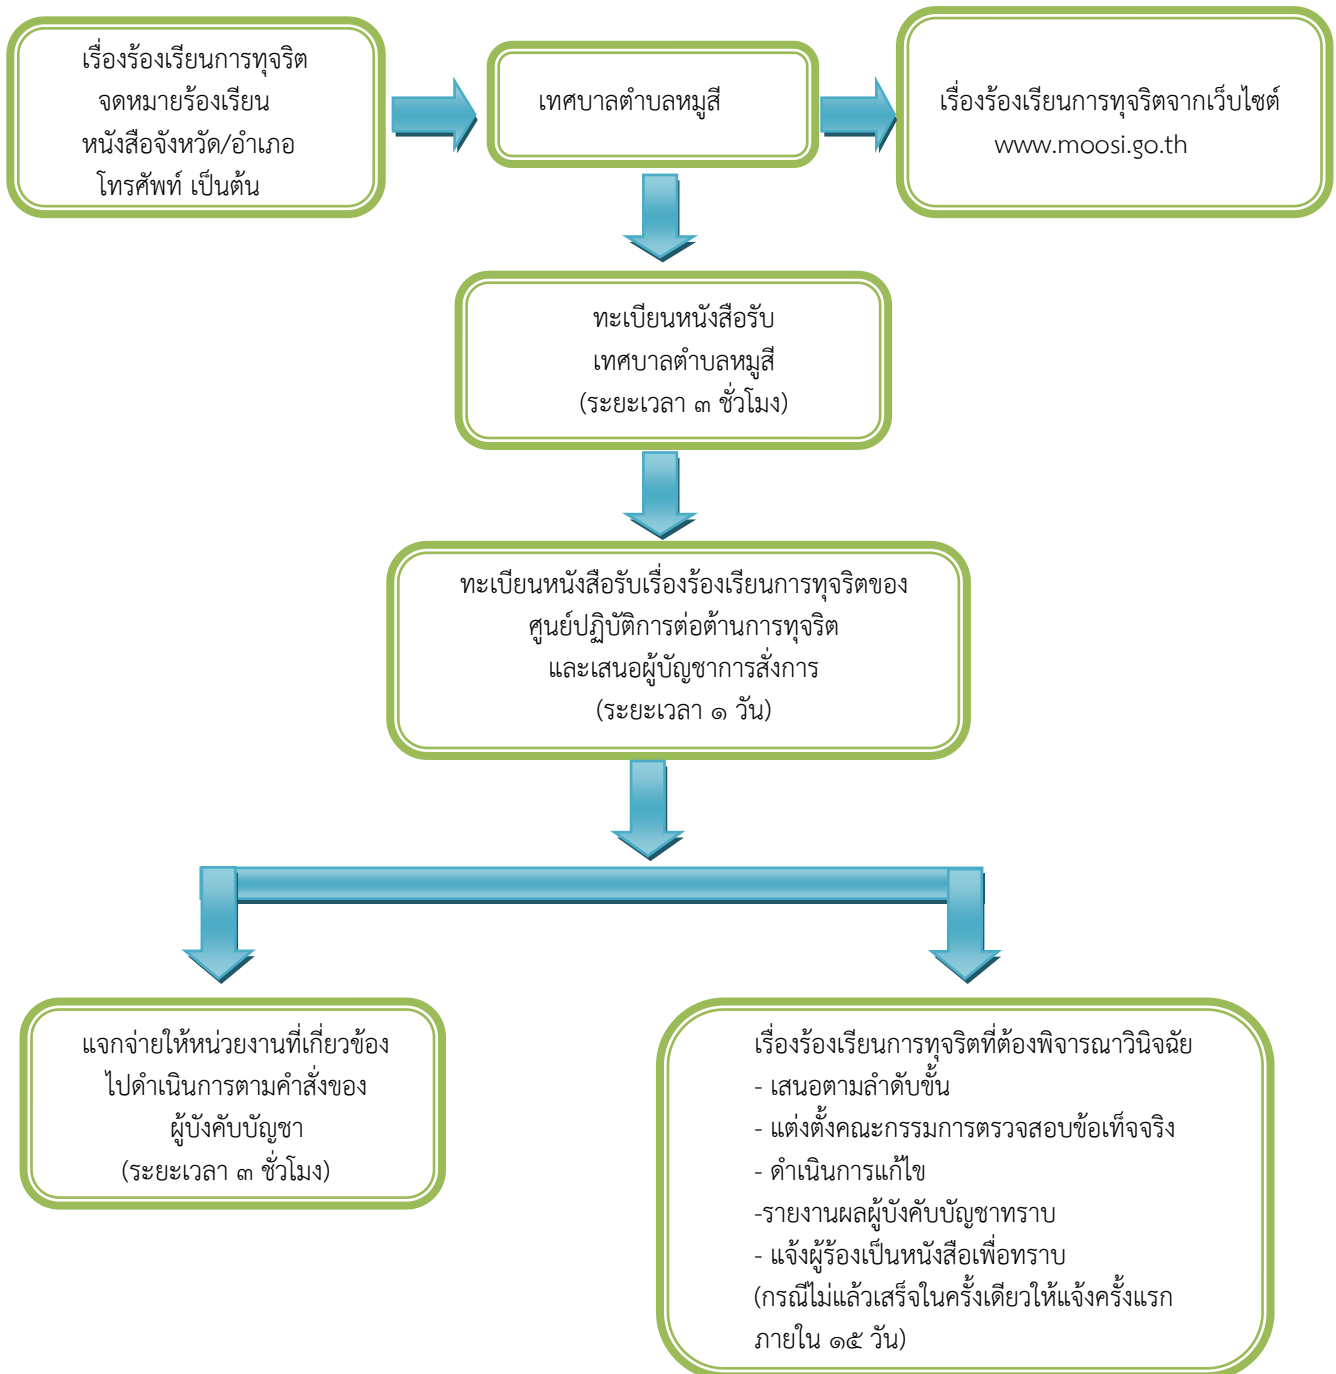 เรื่องร้องเรียนการทุจริต
จดหมายร้องเรียน
หนังสือจังหวัด/อำเภอ
โทรศัพท์ เป็นต้น
เทศบาลตำบลหมูสี
เรื่องร้องเรียนการทุจริตจากเว็บไซต์
www.moosi.go.th
ทะเบียนหนังสือรับ
เทศบาลตำบลหมูสี
(ระยะเวลา ๓ ชั่วโมง)
ทะเบียนหนังสือรับเรื่องร้องเรียนการทุจริตของ
ศูนย์ปฏิบัติการต่อต้านการทุจริต
และเสนอผู้บัญชาการสั่งการ
(ระยะเวลา ๑ วัน)
แจกจ่ายให้หน่วยงานที่เกี่ยวข้อง
ไปดำเนินการตามคำสั่งของ
ผู้บังคับบัญชา
(ระยะเวลา ๓ ชั่วโมง)
เรื่องร้องเรียนการทุจริตที่ต้องพิจารณาวินิจฉัย
- เสนอตามลำดับขั้น
- แต่งตั้งคณะกรรมการตรวจสอบข้อเท็จจริง
- ดำเนินการแก้ไข
-รายงานผลผู้บังคับบัญชาทราบ
- แจ้งผู้ร้องเป็นหนังสือเพื่อทราบ
(กรณีไม่แล้วเสร็จในครั้งเดียวให้แจ้งครั้งแรก
ภายใน ๑๕ วัน)